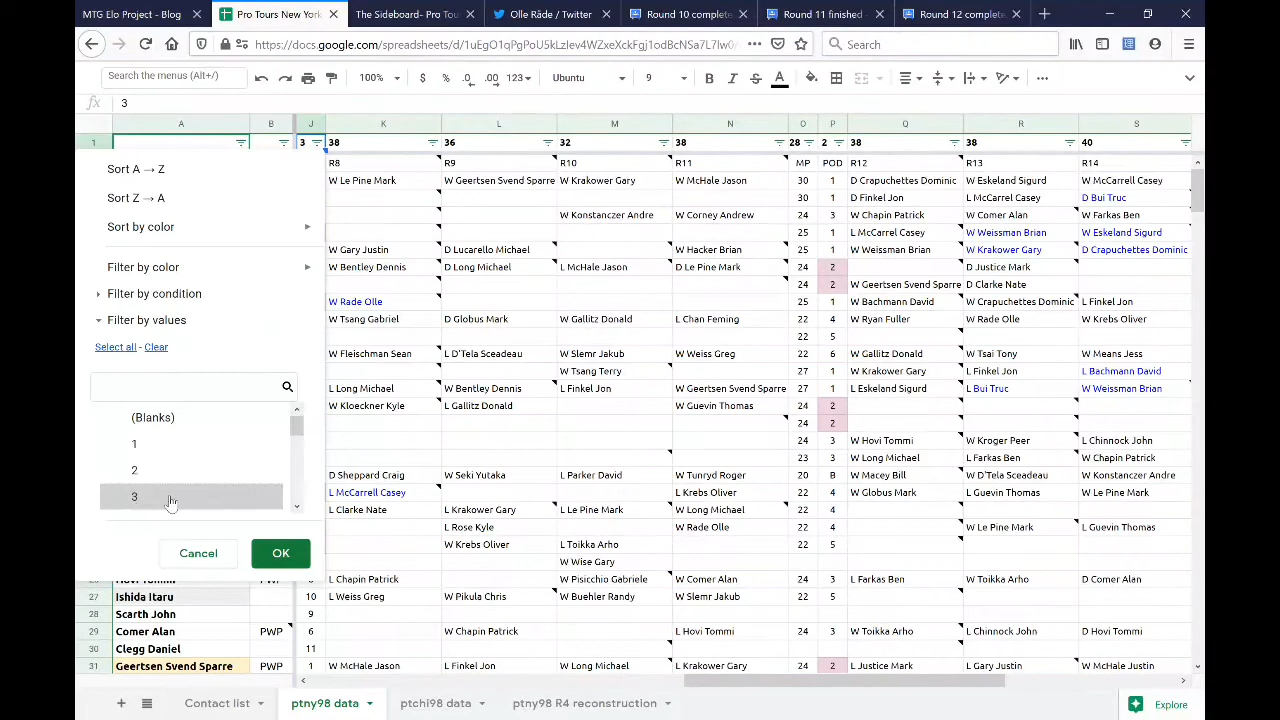 MTG Elo Project - Blog
Pro Tours New York
The Sideboard- Pro Tou
Olle Råde / Twitter
Round 10 complete
Round 11 finished
Round 12 complete
Search
100%
$
%
.0
.00
123
Ubuntu
9
B
I
S
A
fx
3
A B J K L M N O P Q R S
1 3 38 36 32 38 28 2 38 38 40
R8 R9 R10 R11 MP POD R12 R13 R14
W Le Pine Mark W Geertsen Svend Sparre W Krakower Gary W McHale Jason 30 1 D Crapuchettes Dominic W Eskeland Sigurd W McCarrell Casey
30 1 D Finkel Jon L McCarrel Casey D Bui Truc
W Konstanczer Andre W Corney Andrew 24 3 W Chapin Patrick W Comer Alan W Farkas Ben
25 1 L McCarrel Casey W Weissman Brian W Eskeland Sigurd
W Gary Justin D Lucarello Michael W Hacker Brian 25 1 W Weissman Brian W Krakower Gary D Crapuchettes Dominic
W Bentley Dennis D Long Michael L McHale Jason D Le Pine Mark 24 2 D Justice Mark
24 2 W Geertsen Svend Sparre D Clarke Nate
W Rade Olle 25 1 W Bachmann David W Crapuchettes Dominic L Finkel Jon
W Tsang Gabriel D Globus Mark W Gallitz Donald L Chan Feming 24 4 W Ryan Fuller W Rade Olle W Krebs Oliver
22 5
W Fleischman Sean L D'Tela Sceadeau W Slemr Jakub W Weiss Greg 22 6 W Gallitz Donald W Tsai Tony W Means Jess
W Tsang Terry 27 1 W Krakower Gary L Finkel Jon L Bachmann David
L Long Michael W Bentley Dennis L Finkel Jon W Geertsen Svend Sparre 27 1 L Eskeland Sigurd L Bui Truc W Weissman Brian
W Kloeckner Kyle L Gallitz Donald W Guevin Thomas 24 2
24 2
24 3 W Hovi Tommi W Kroger Peer L Chinnock John
23 3 W Long Michael L Farkas Ben W Chapin Patrick
D Sheppard Craig W Seki Yutaka L Parker David W Tunryd Roger 20 B W Macey Bill W D'Tela Sceadeau W Konstanczer Andre
L McCarrell Casey L Krebs Oliver 22 4 W Globus Mark L Guevin Thomas W Le Pine Mark
L Clarke Nate L Krakower Gary L Le Pine Mark W Long Michael 22 4
L Rose Kyle W Rade Olle 22 4 W Le Pine Mark L Guevin Thomas
W Krebs Oliver L Toikka Arho 22 5
W Wise Gary
L Chapin Patrick W Pisicchio Gabriele W Comer Alan 24 3 L Farkas Ben W Toikka Arho D Comer Alan
27 Ishida Itaru 10 L Weiss Greg W Pikula Chris W Buehler Randy W Slemr Jakub 22 5
28 Scarth John 9
29 Comer Alan PWP 6 W Chapin Patrick L Hovi Tommi 24 3 W Toikka Arho L Chinnock John D Hovi Tommi
30 Clegg Daniel 11
31 Geertsen Svend Sparre PWP 1 W McHale Jason L Finkel Jon W Long Michael L Krakower Gary 24 2 L Justice Mark L Gary Justin W McHale Justin
Sort A → Z
Sort Z → A
Sort by color
Filter by color
Filter by condition
Filter by values
Select all - Clear
(Blanks)
1
2
3
Cancel
OK
Contact list
ptny98 data
ptchi98 data
ptny98 R4 reconstruction
Explore
Search the menus (Alt+/)